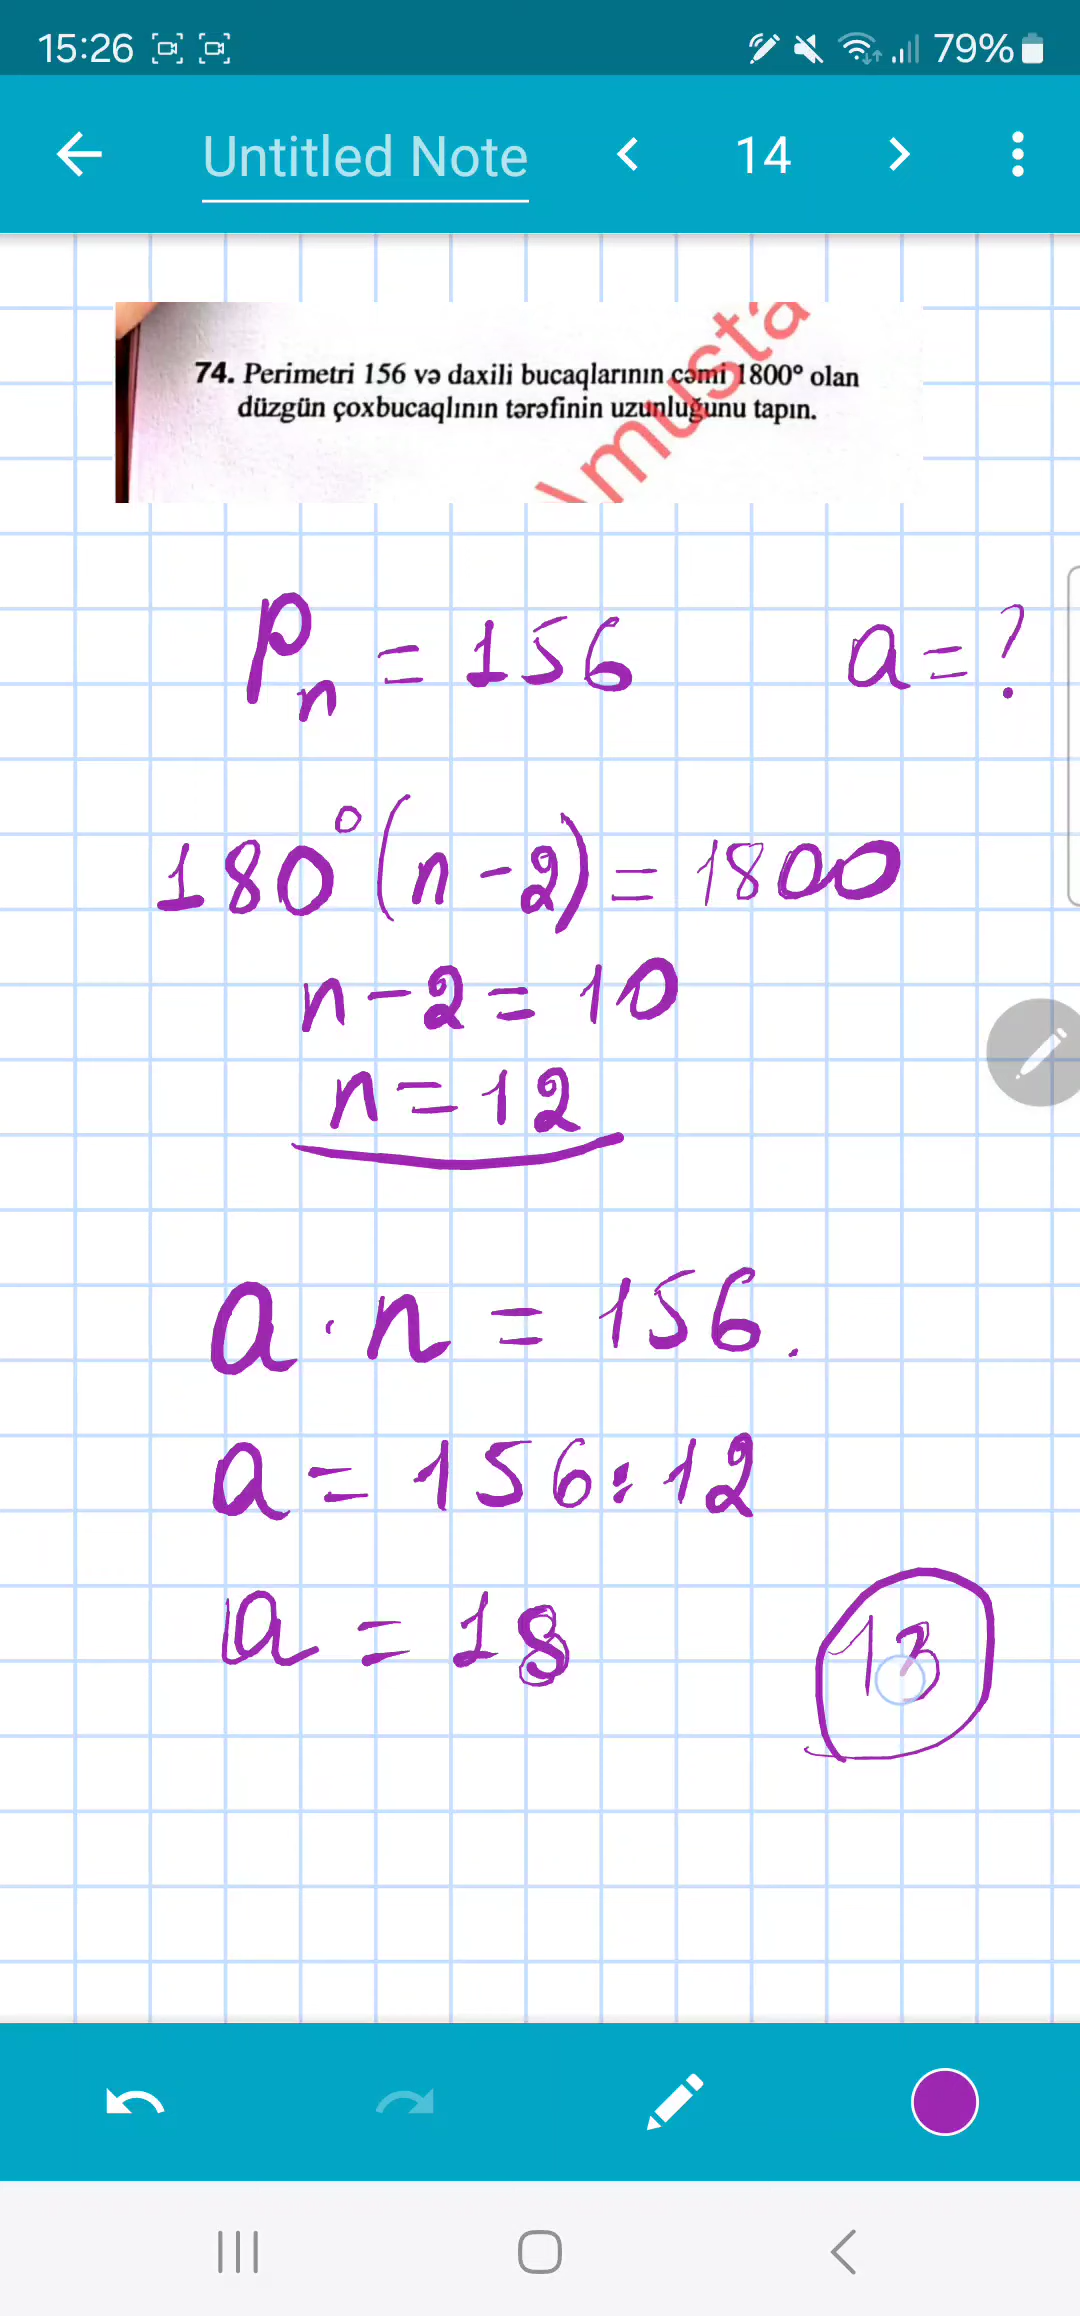 15:26 79%
Untitled Note 14
musta
74. Perimetri 156 və daxili bucaqlarının cəmi 1800° olan
düzgün çoxbucaqlının tərəfinin uzunluğunu tapın.
Pn = 156 a = ?
180°(n-2) = 1800
n-2 = 10
n = 12
a · n = 156.
a = 156:12
a = 13
13